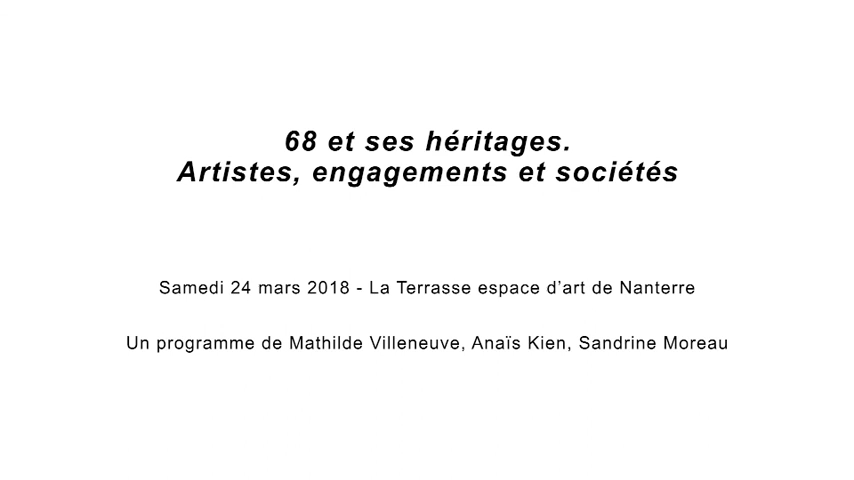 68 et ses héritages.
Artistes, engagements et sociétés
Samedi 24 mars 2018 - La Terrasse espace d’art de Nanterre
Un programme de Mathilde Villeneuve, Anaïs Kien, Sandrine Moreau